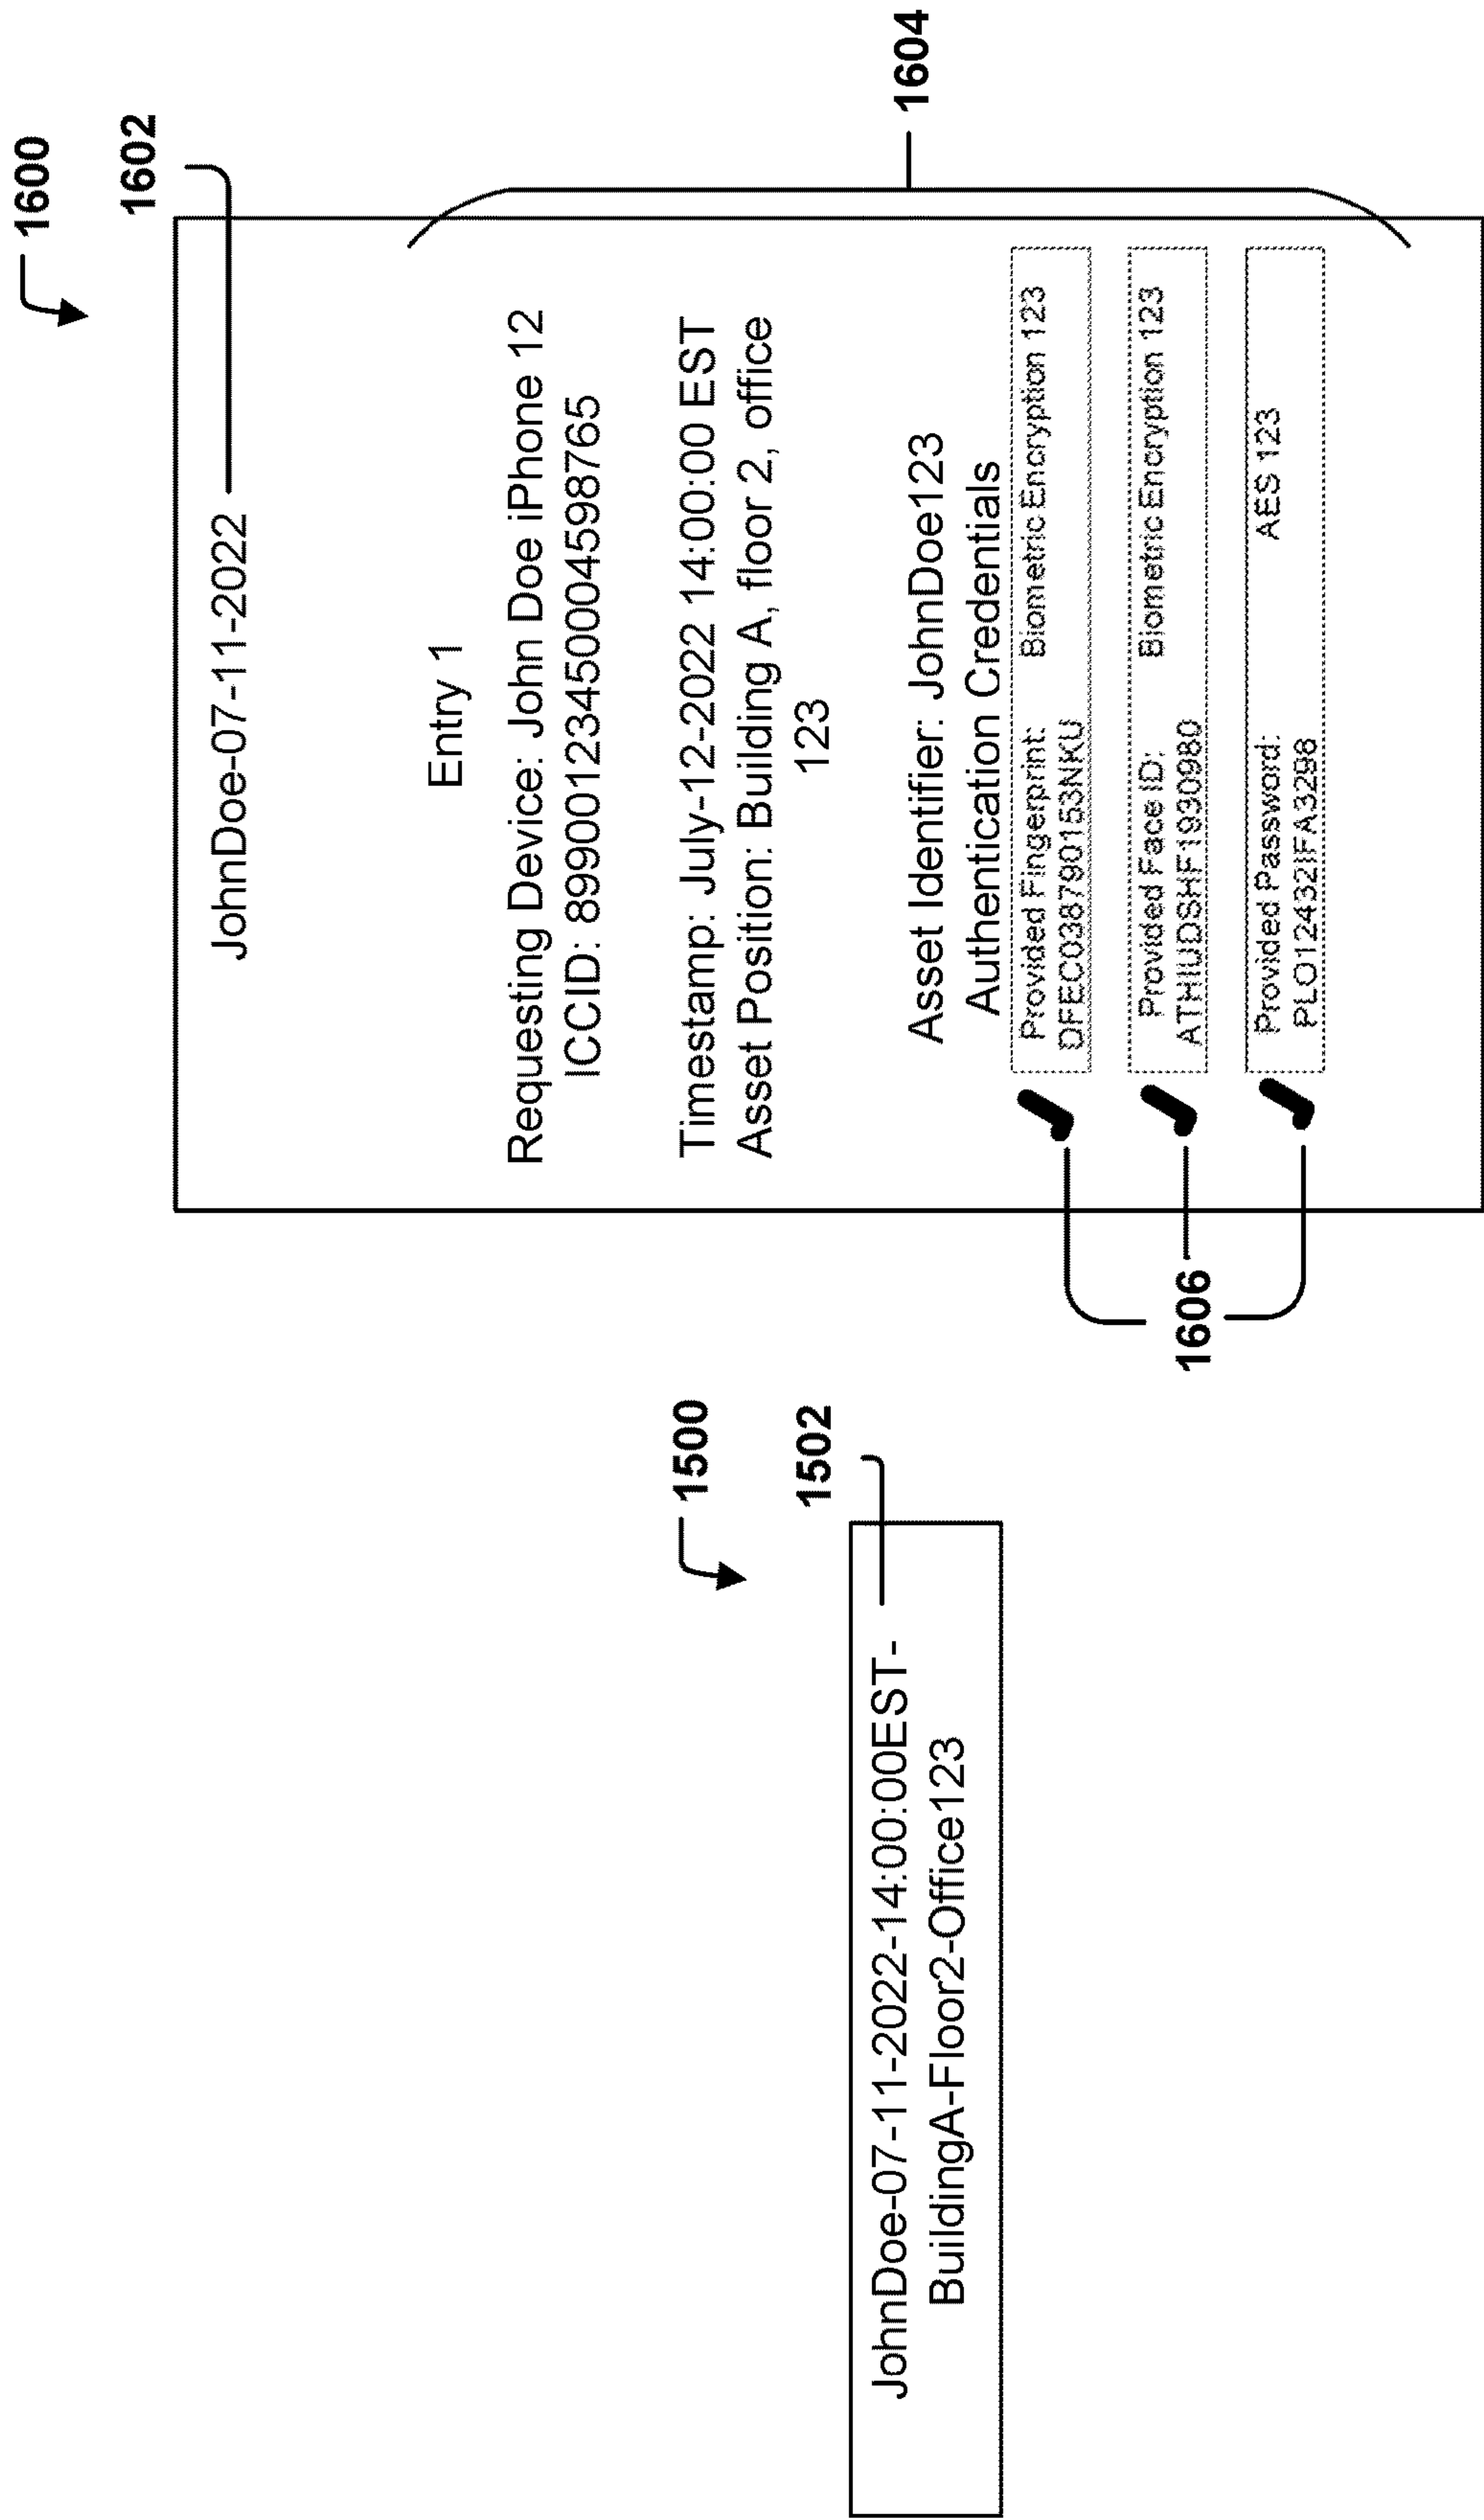 1500
1502
JohnDoe-07-11-2022-14:00:00EST-
BuildingA-Floor2-Office123
1600
1602
JohnDoe-07-11-2022
Entry 1
Requesting Device: John Doe iPhone 12
ICCID: 89900123450004598765
Timestamp: July-12-2022 14:00:00 EST
Asset Position: Building A, floor 2, office
123
1604
Asset Identifier: JohnDoe123
Authentication Credentials
Provided Fingerprint: Biometric Encryption 123
DFEC038790153NKU
Provided Face ID: Biometric Encryption 123
ATHIUDSHF1930980
Provided Password: AES 123
PLO12432IFA3298
1606